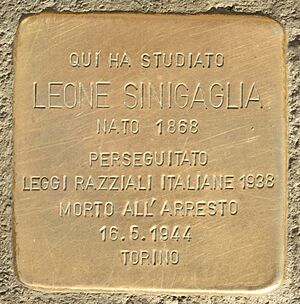 QUI HA STUDIATO
LEONE SINIGAGLIA
NATO 1868
PERSEGUITATO
LEGGI RAZZIALI ITALIANE 1938
MORTO ALL'ARRESTO
16.5.1944
TORINO